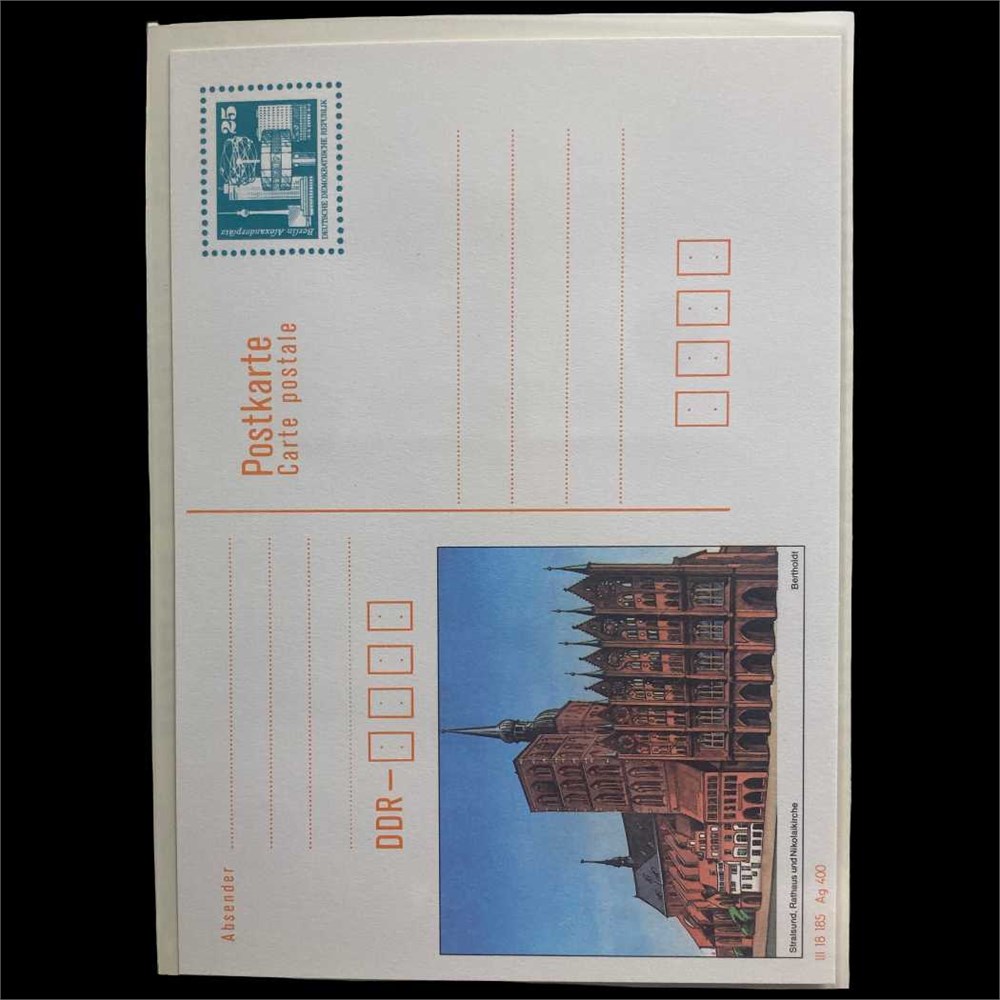 Absender
DDR–
Postkarte
Carte postale
25
Berlin Alexanderplatz
DEUTSCHE DEMOKRATISCHE REPUBLIK
Stralsund, Rathaus und Nikolaikirche
Bertholdt
III 18 185 Ag 400